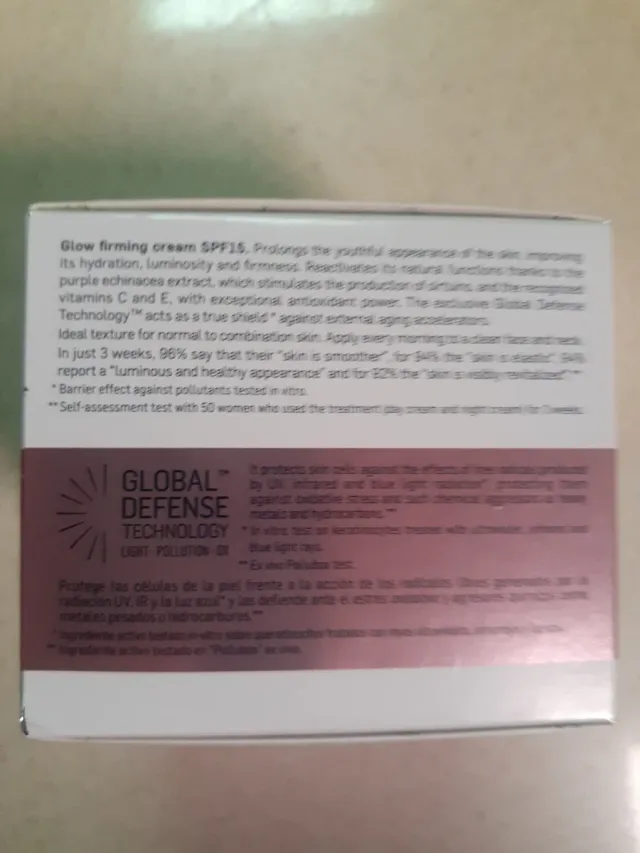 Glow firming cream SPF15. Prolongs the youthful appearance of the skin, improving
its hydration, luminosity and firmness. Reactivates its natural functions thanks to the
purple echinacea extract, which stimulates the production of sirtuins, and the recognised
vitamins C and E, with exceptional antioxidant power. The exclusive Global Defense
Technology™ acts as a true shield* against external aging accelerators.
Ideal texture for normal to combination skin. Apply every morning to a clean face and neck.
In just 3 weeks, 96% say that their "skin is smoother", for 94% the "skin is elastic", 94%
report a "luminous and healthy appearance" and for 92% the "skin is visibly revitalized".**
* Barrier effect against pollutants tested in vitro.
** Self-assessment test with 50 women who used the treatment (day cream and night cream) for 3 weeks.
GLOBAL™
DEFENSE
TECHNOLOGY
LIGHT · POLLUTION · OX
It protects skin cells against the effects of free radicals produced
by UV, infrared and blue light radiation*, protecting them
against oxidative stress and such chemical aggressors as heavy
metals and hydrocarbons.**
* In vitro test on keratinocytes treated with ultraviolet, infrared and
blue light rays.
** Ex vivo Pollubox test.
Protege las células de la piel frente a la acción de los radicales libres generados por la
radiación UV, IR y la luz azul* y las defiende ante el estrés oxidativo y agresores químicos como
metales pesados o hidrocarburos.**
* Ingrediente activo testado in vitro sobre queratinocitos tratados con rayos
** Ingrediente activo testado en "Pollubox" ex vivo.